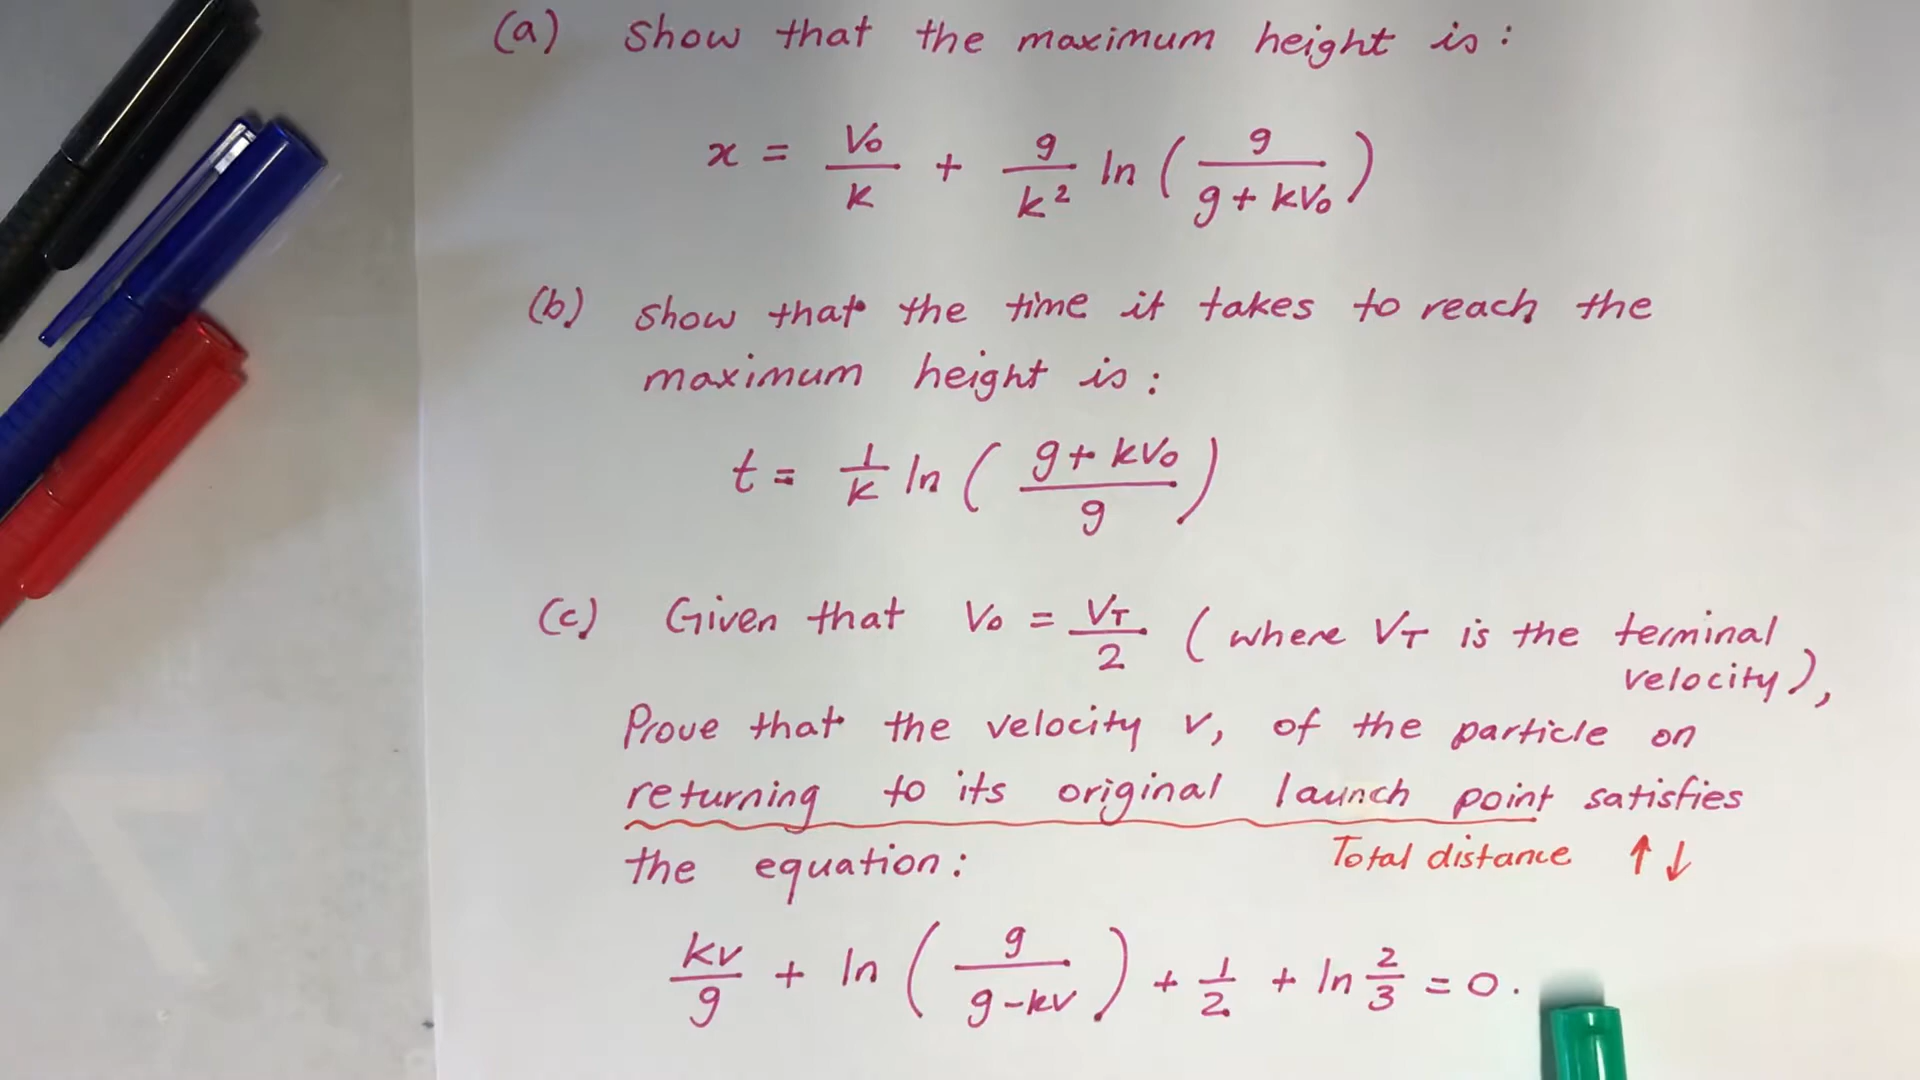 (a) Show that the maximum height is:
x = V₀/k + g/k² ln ( g/(g + kV₀) )
(b) show that the time it takes to reach the
maximum height is:
t = 1/k ln ( (g + kV₀)/g )
(c) Given that V₀ = V_T/2 ( where V_T is the terminal
velocity),
Prove that the velocity v, of the particle on
returning to its original launch point satisfies
the equation: Total distance ↑↓
kv/g + ln ( g/(g-kv) ) + 1/2 + ln 2/3 = 0.